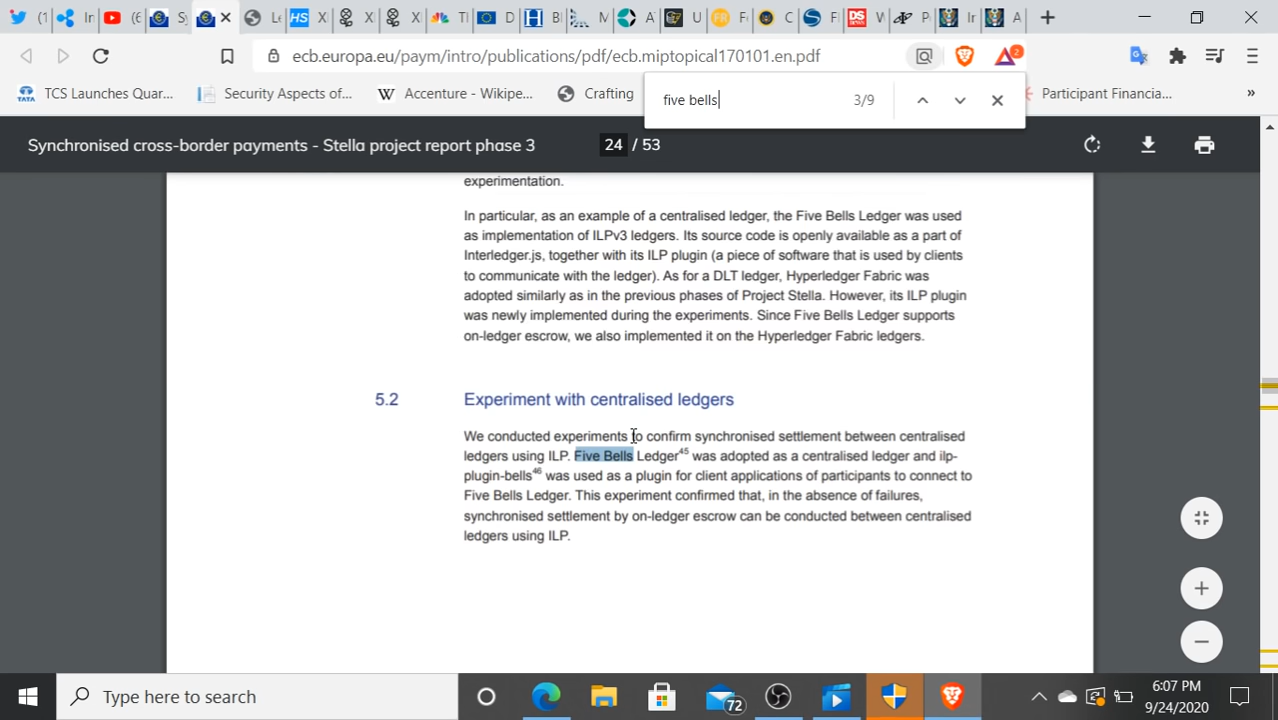 ecb.europa.eu/paym/intro/publications/pdf/ecb.miptopical170101.en.pdf
2
TCS Launches Quar...
Security Aspects of...
Accenture - Wikipe...
Crafting
Participant Financia...
»
five bells
3/9
Synchronised cross-border payments - Stella project report phase 3
24 / 53
experimentation.
In particular, as an example of a centralised ledger, the Five Bells Ledger was used
as implementation of ILPv3 ledgers. Its source code is openly available as a part of
Interledger.js, together with its ILP plugin (a piece of software that is used by clients
to communicate with the ledger). As for a DLT ledger, Hyperledger Fabric was
adopted similarly as in the previous phases of Project Stella. However, its ILP plugin
was newly implemented during the experiments. Since Five Bells Ledger supports
on-ledger escrow, we also implemented it on the Hyperledger Fabric ledgers.
5.2 Experiment with centralised ledgers
We conducted experiments to confirm synchronised settlement between centralised
ledgers using ILP. Five Bells Ledger45 was adopted as a centralised ledger and ilp-
plugin-bells46 was used as a plugin for client applications of participants to connect to
Five Bells Ledger. This experiment confirmed that, in the absence of failures,
synchronised settlement by on-ledger escrow can be conducted between centralised
ledgers using ILP.
Type here to search
72
6:07 PM
9/24/2020